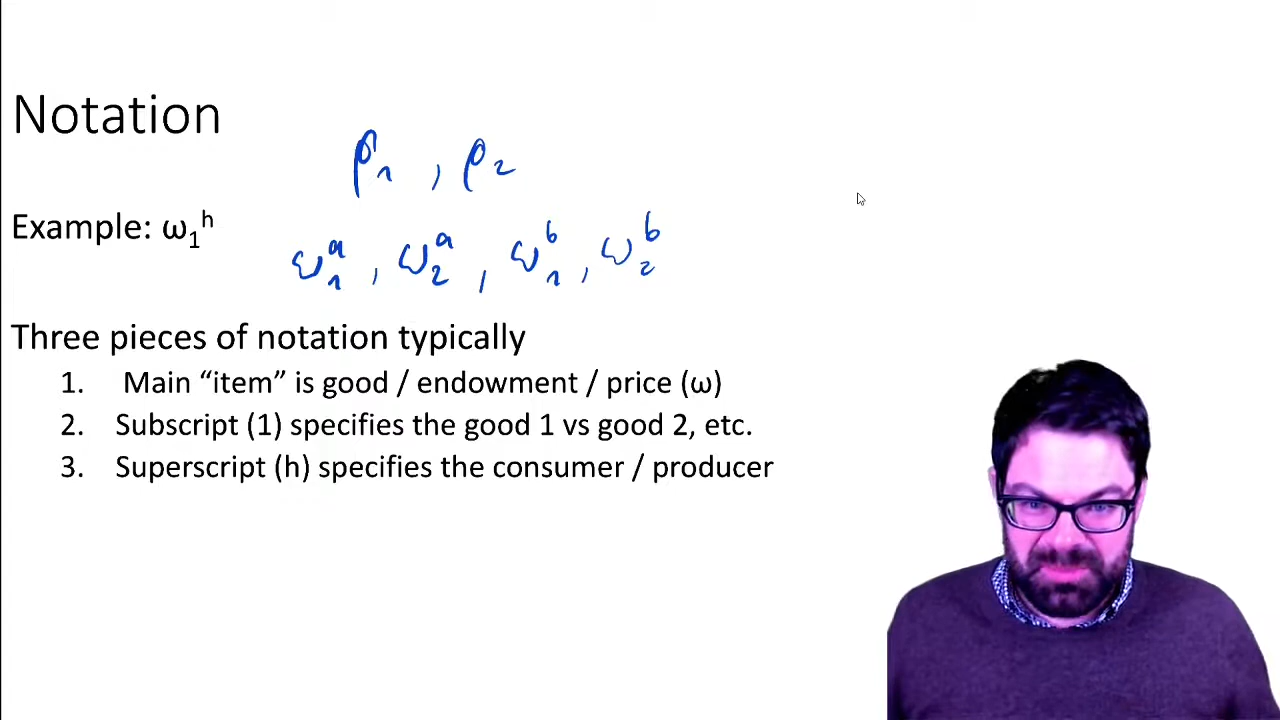 Notation
p₁ , p₂
Example: ω₁ʰ
ω₁ᵃ , ω₂ᵃ , ω₁ᵇ , ω₂ᵇ
Three pieces of notation typically
1. Main “item” is good / endowment / price (ω)
2. Subscript (1) specifies the good 1 vs good 2, etc.
3. Superscript (h) specifies the consumer / producer